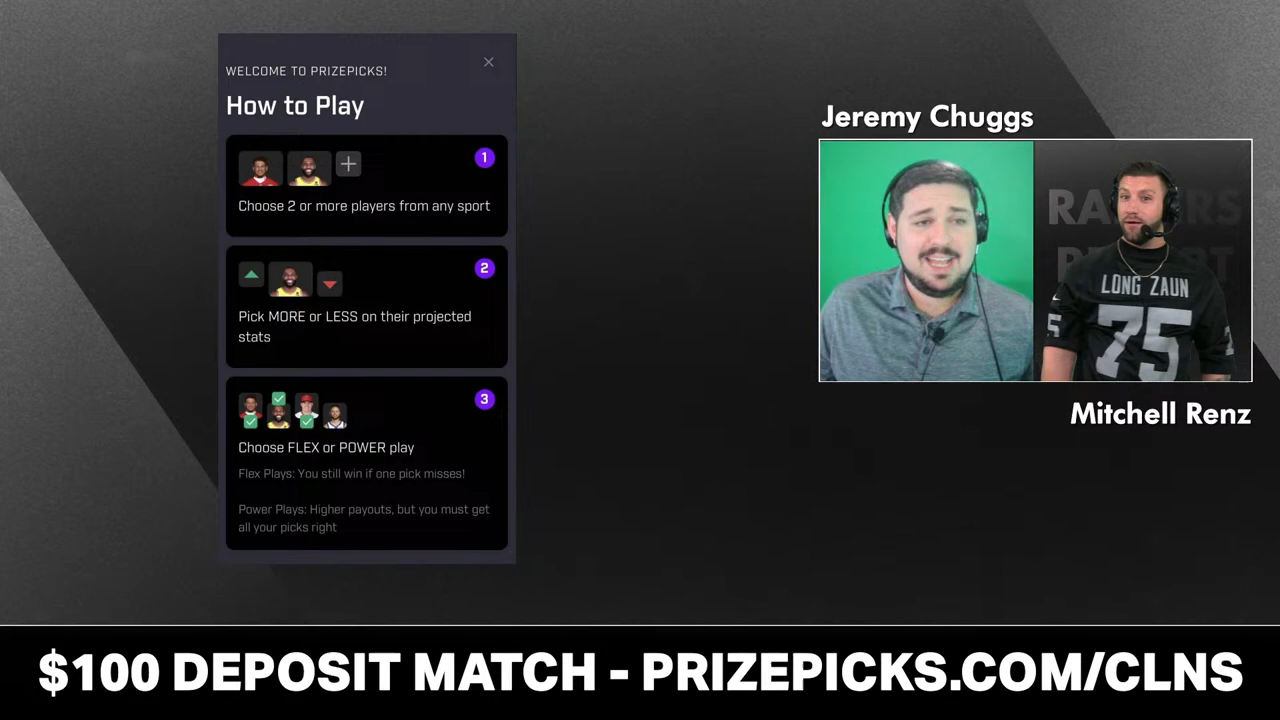 WELCOME TO PRIZEPICKS!
How to Play
1
Choose 2 or more players from any sport
2
Pick MORE or LESS on their projected
stats
3
Choose FLEX or POWER play
Flex Plays: You still win if one pick misses!
Power Plays: Higher payouts, but you must get
all your picks right
Jeremy Chuggs
LONG ZAUN
75
Mitchell Renz
$100 DEPOSIT MATCH - PRIZEPICKS.COM/CLNS